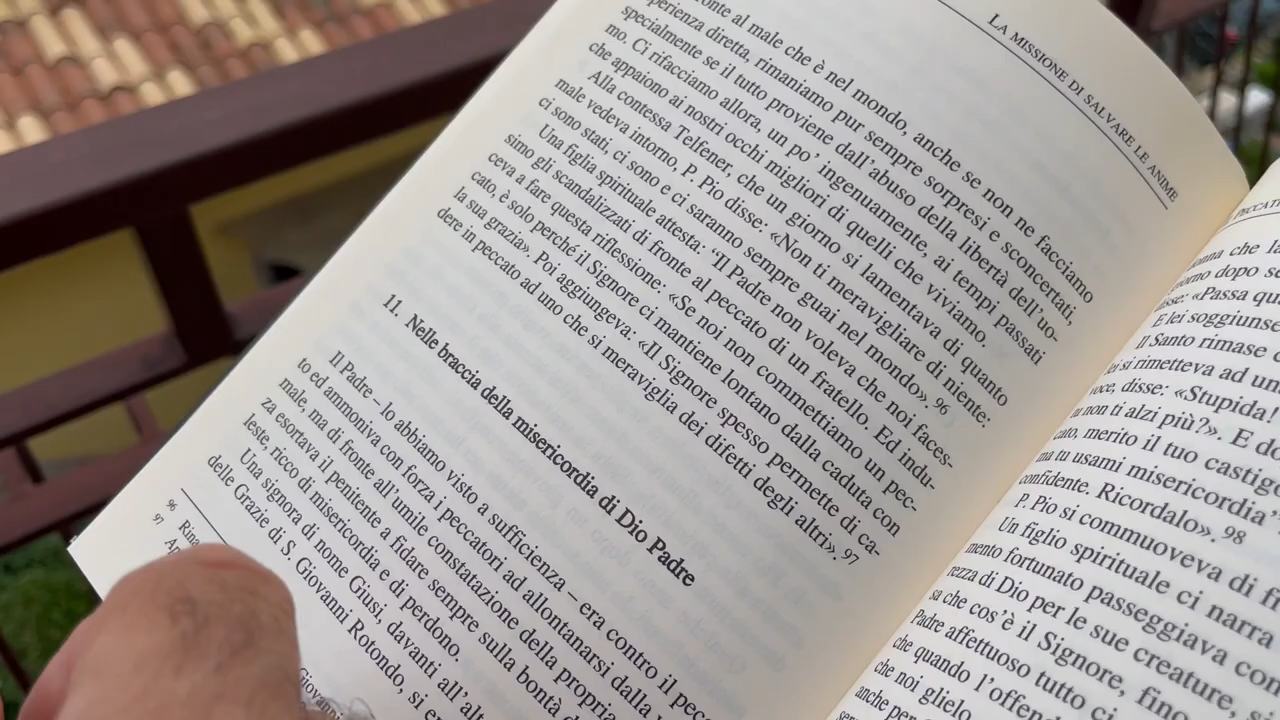 LA MISSIONE DI SALVARE LE ANIME
fronte al male che è nel mondo, anche se non ne facciamo
esperienza diretta, rimaniamo pur sempre sorpresi e sconcertati,
specialmente se il tutto proviene dall'abuso della libertà dell'uo-
mo. Ci rifacciamo allora, un po' ingenuamente, ai tempi passati
che appaiono ai nostri occhi migliori di quelli che viviamo.
Alla contessa Telfener, che un giorno si lamentava di quanto
male vedeva intorno, P. Pio disse: «Non ti meravigliare di niente:
ci sono stati, ci sono e ci saranno sempre guai nel mondo». 96
Una figlia spirituale attesta: "Il Padre non voleva che noi faces-
simo gli scandalizzati di fronte al peccato di un fratello. Ed indu-
ceva a fare questa riflessione: «Se noi non commettiamo un pec-
cato, è solo perché il Signore ci mantiene lontano dalla caduta con
la sua grazia». Poi aggiungeva: «Il Signore spesso permette di ca-
dere in peccato ad uno che si meraviglia dei difetti degli altri». 97
11. Nelle braccia della misericordia di Dio Padre
Il Padre – lo abbiamo visto a sufficienza – era contro il
to ed ammoniva con forza i peccatori ad allontanarsi dalla
male, ma di fronte all'umile constatazione della propria
za esortava il penitente a fidare sempre sulla bontà
leste, ricco di misericordia e di perdono.
Una signora di nome Giusi, davanti all'
delle Grazie di S. Giovanni Rotondo, si
96
97
che
dopo
«Passa
E lei soggiunse
Il Santo rimase
si rimetteva ad un
voce, disse: «Stupida!
non ti alzi più?». E
merito il tuo castigo
ma tu usami misericordia"
confidente. Ricordalo». 98
P. Pio si commuoveva di
Un figlio spirituale ci narra
mento fortunato passeggiava con
rezza di Dio per le sue creature,
sa che cos'è il Signore, fino
Padre affettuoso tutto ci
che quando l'offend
che noi glielo
anche per